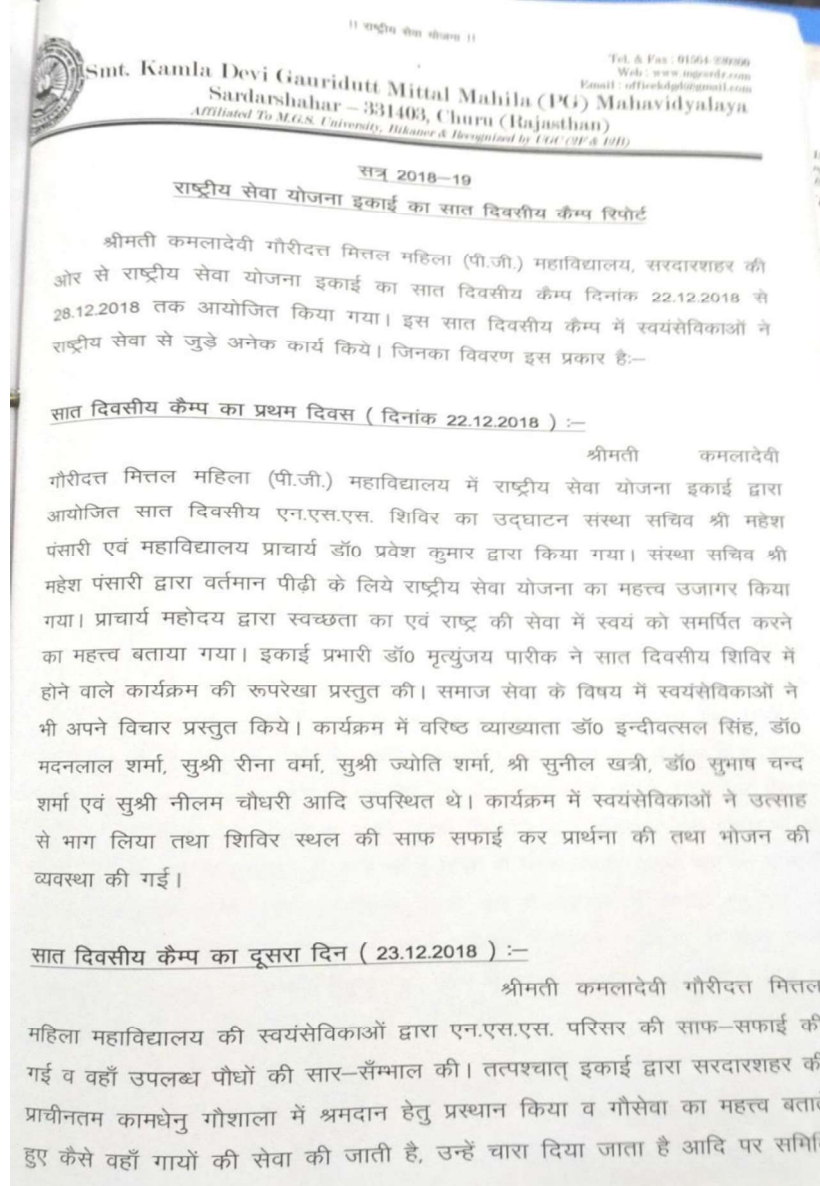 ।। राष्ट्रीय सेवा योजना ।।
Tel. & Fax : 01564-230266
Smt. Kamla Devi Gauridutt Mittal Mahila (PG) Mahavidyalaya
Sardarshahar – 331403, Churu (Rajasthan)
Affiliated To M.G.S. University, Bikaner & Recognized by UGC (2F & 12B)
सत्र 2018–19
राष्ट्रीय सेवा योजना इकाई का सात दिवसीय कैम्प रिपोर्ट
श्रीमती कमलादेवी गौरीदत्त मित्तल महिला (पी.जी.) महाविद्यालय, सरदारशहर की
ओर से राष्ट्रीय सेवा योजना इकाई का सात दिवसीय कैम्प दिनांक 22.12.2018 से
28.12.2018 तक आयोजित किया गया। इस सात दिवसीय कैम्प में स्वयंसेविकाओं ने
राष्ट्रीय सेवा से जुड़े अनेक कार्य किये। जिनका विवरण इस प्रकार है:–
सात दिवसीय कैम्प का प्रथम दिवस ( दिनांक 22.12.2018 ) :–
श्रीमती कमलादेवी
गौरीदत्त मित्तल महिला (पी.जी.) महाविद्यालय में राष्ट्रीय सेवा योजना इकाई द्वारा
आयोजित सात दिवसीय एन.एस.एस. शिविर का उद्घाटन संस्था सचिव श्री महेश
पंसारी एवं महाविद्यालय प्राचार्य डॉ0 प्रवेश कुमार द्वारा किया गया। संस्था सचिव श्री
महेश पंसारी द्वारा वर्तमान पीढ़ी के लिये राष्ट्रीय सेवा योजना का महत्त्व उजागर किया
गया। प्राचार्य महोदय द्वारा स्वच्छता का एवं राष्ट्र की सेवा में स्वयं को समर्पित करने
का महत्त्व बताया गया। इकाई प्रभारी डॉ0 मृत्युंजय पारीक ने सात दिवसीय शिविर में
होने वाले कार्यक्रम की रूपरेखा प्रस्तुत की। समाज सेवा के विषय में स्वयंसेविकाओं ने
भी अपने विचार प्रस्तुत किये। कार्यक्रम में वरिष्ठ व्याख्याता डॉ0 इन्दीवत्सल सिंह, डॉ0
मदनलाल शर्मा, सुश्री रीना वर्मा, सुश्री ज्योति शर्मा, श्री सुनील खत्री, डॉ0 सुभाष चन्द
शर्मा एवं सुश्री नीलम चौधरी आदि उपस्थित थे। कार्यक्रम में स्वयंसेविकाओं ने उत्साह
से भाग लिया तथा शिविर स्थल की साफ सफाई कर प्रार्थना की तथा भोजन की
व्यवस्था की गई।
सात दिवसीय कैम्प का दूसरा दिन ( 23.12.2018 ) :–
श्रीमती कमलादेवी गौरीदत्त मित्तल
महिला महाविद्यालय की स्वयंसेविकाओं द्वारा एन.एस.एस. परिसर की साफ–सफाई की
गई व वहाँ उपलब्ध पौधों की सार–सँम्भाल की। तत्पश्चात् इकाई द्वारा सरदारशहर की
प्राचीनतम कामधेनु गौशाला में श्रमदान हेतु प्रस्थान किया व गौसेवा का महत्त्व बताते
हुए कैसे वहाँ गायों की सेवा की जाती है, उन्हें चारा दिया जाता है आदि पर